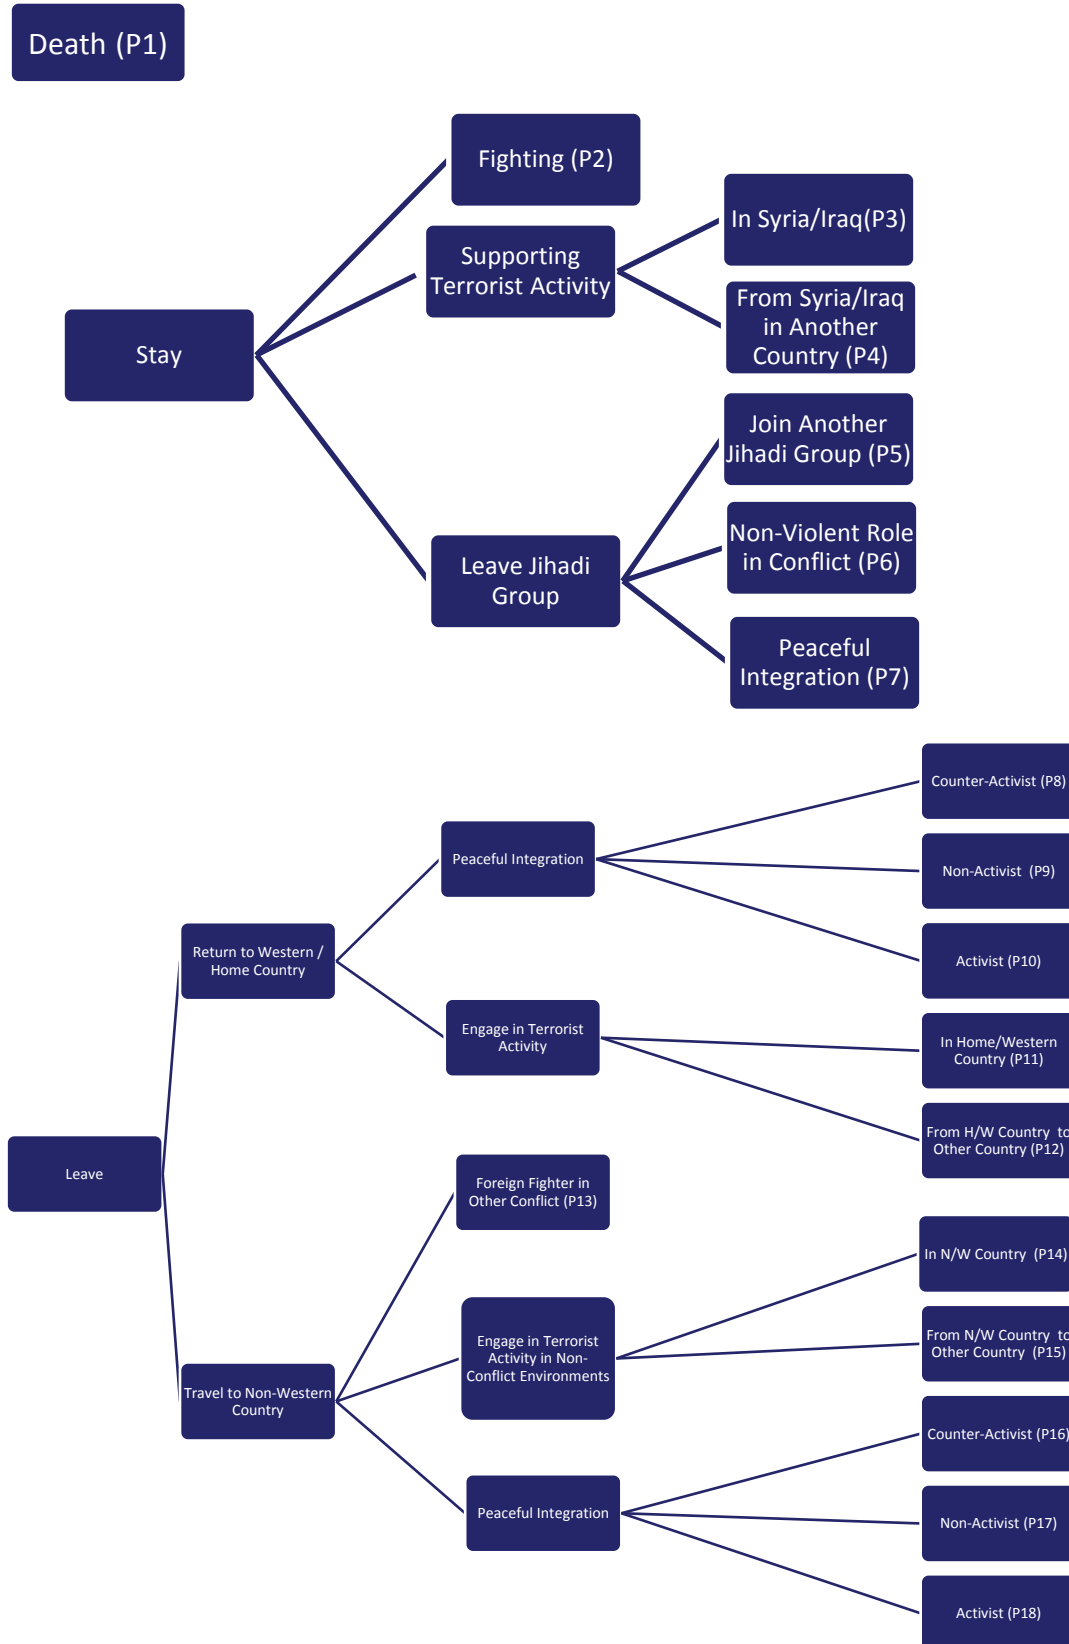 Death (P1)
Fighting (P2)
In Syria/Iraq(P3)
Supporting
Terrorist Activity
From Syria/Iraq
in Another
Country (P4)
Stay
Join Another
Jihadi Group (P5)
Non-Violent Role
in Conflict (P6)
Leave Jihadi
Group
Peaceful
Integration (P7)
Counter-Activist (P8)
Peaceful Integration
Non-Activist (P9)
Return to Western /
Home Country
Activist (P10)
Engage in Terrorist
Activity
In Home/Western
Country (P11)
From H/W Country to
Other Country (P12)
Leave
Foreign Fighter in
Other Conflict (P13)
In N/W Country (P14)
Engage in Terrorist
Activity in Non-
Conflict Environments
From N/W Country to
Other Country (P15)
Travel to Non-Western
Country
Counter-Activist (P16)
Peaceful Integration
Non-Activist (P17)
Activist (P18)